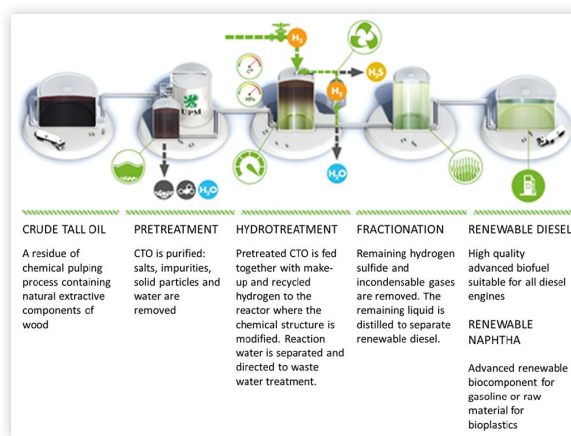 H₂
C°
MPa
H₂S
H₂
UPM
H₂O
H₂O
CRUDE TALL OIL
A residue of
chemical pulping
process containing
natural extractive
components of
wood
PRETREATMENT
CTO is purified:
salts, impurities,
solid particles and
water are
removed
HYDROTREATMENT
Pretreated CTO is fed
together with make-
up and recycled
hydrogen to the
reactor where the
chemical structure is
modified. Reaction
water is separated and
directed to waste
water treatment.
FRACTIONATION
Remaining hydrogen
sulfide and
incondensable gases
are removed. The
remaining liquid is
distilled to separate
renewable diesel.
RENEWABLE DIESEL
High quality
advanced biofuel
suitable for all diesel
engines
RENEWABLE
NAPHTHA
Advanced renewable
biocomponent for
gasoline or raw
material for
bioplastics